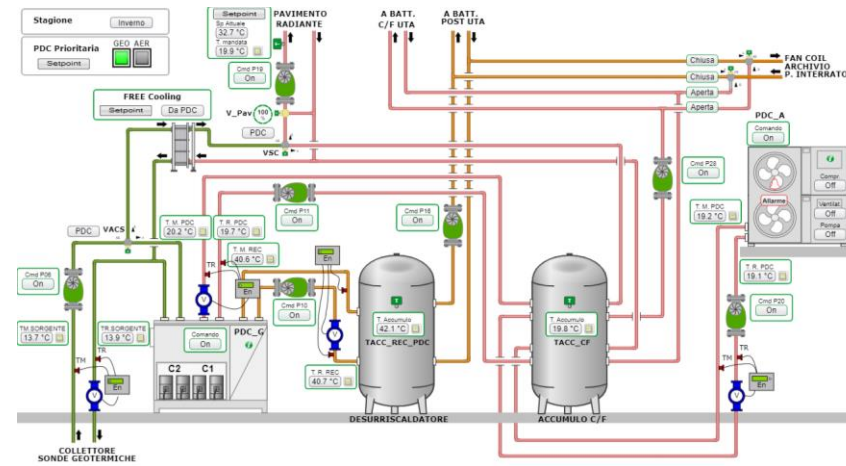 Stagione
Inverno
PDC Prioritaria
GEO AER
Setpoint
Setpoint
Sp Attuale
32.7 °C
T. mandata
19.9 °C
PAVIMENTO
RADIANTE
A BATT.
C/F UTA
A BATT.
POST UTA
Cmd P19
On
FREE Cooling
Setpoint
Da PDC
V_Pav
100
%
PDC
VSC
Chiusa
Chiusa
Aperta
Aperta
FAN COIL
ARCHIVIO
P. INTERRATO
PDC_A
Comando
On
Compr.
Off
Ventilat.
Off
Pompa
Off
Allarme
Cmd P28
On
T. M. PDC
19.2 °C
T. R. PDC
19.1 °C
Cmd P20
On
Cmd P11
On
Cmd P16
On
PDC
VACS
T. M. PDC
20.2 °C
T. R. PDC
19.7 °C
T. M. REC
40.6 °C
TR
En
En
V
Cmd P10
On
V
T. R. REC
40.7 °C
Cmd P08
On
TM.SORGENTE
13.7 °C
TR.SORGENTE
13.9 °C
Comando
On
PDC_G
C2
C1
T
T. Accumulo
42.1 °C
TACC_REC_PDC
T
T. Accumulo
19.8 °C
TACC_CF
TR
TM
En
V
TR
TM
En
V
DESURRISCALDATORE
ACCUMULO C/F
COLLETTORE
SONDE GEOTERMICHE